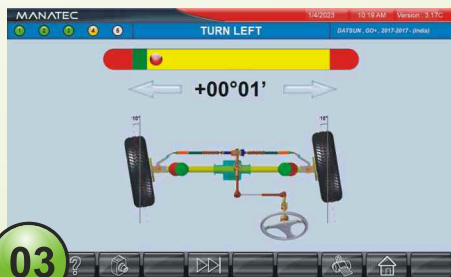 MANATEC
1/4/2023 10:19 AM Version : 3.17C
1 2 3 4 5
TURN LEFT
DATSUN , GO+ , 2017-2017 - (India)
+00°01'
10° 10°
03
?